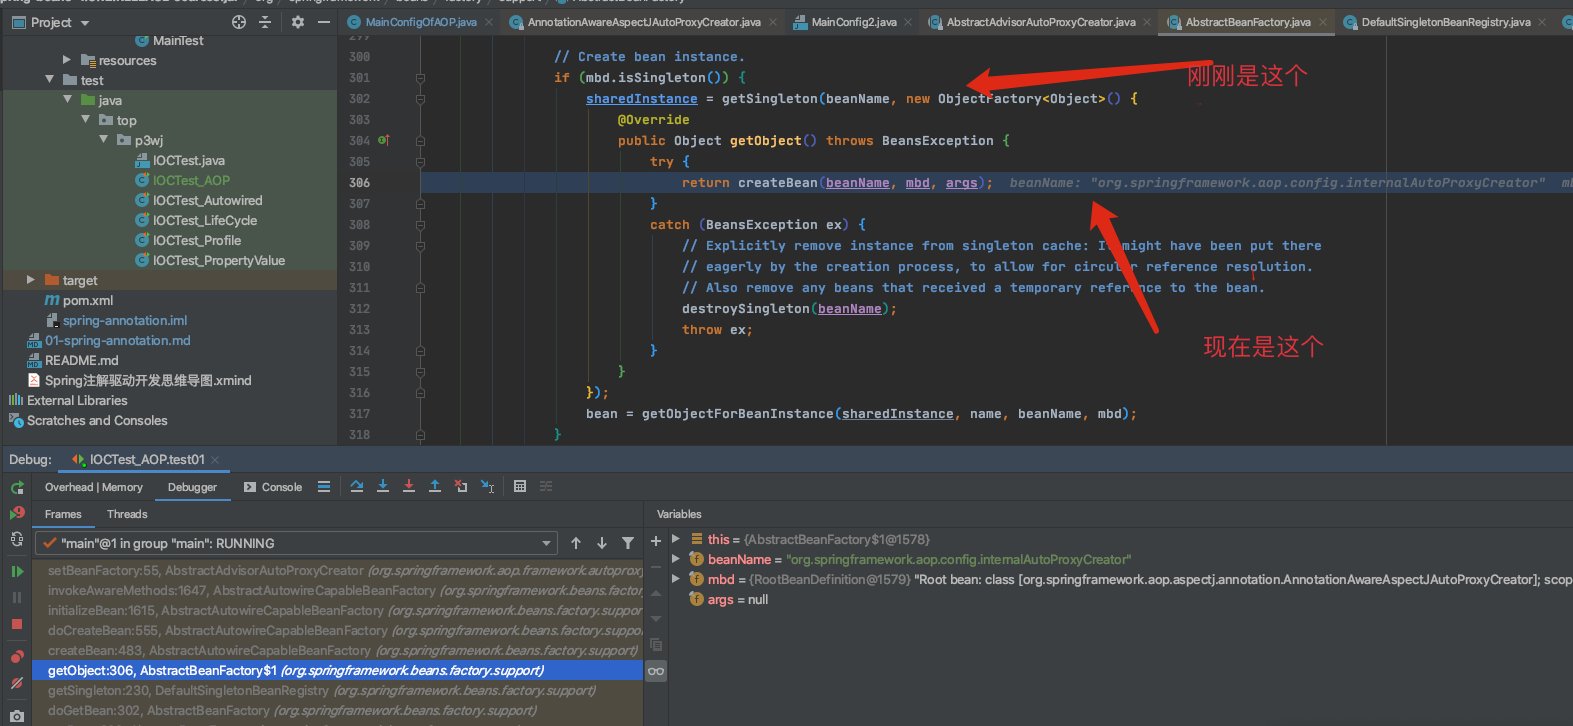 Project
MainConfigOfAOP.java
AnnotationAwareAspectJAutoProxyCreator.java
MainConfig2.java
AbstractAdvisorAutoProxyCreator.java
AbstractBeanFactory.java
DefaultSingletonBeanRegistry.java
MainTest
resources
test
java
top
p3wj
IOCTest.java
IOCTest_AOP
IOCTest_Autowired
IOCTest_LifeCycle
IOCTest_Profile
IOCTest_PropertyValue
target
pom.xml
spring-annotation.iml
01-spring-annotation.md
README.md
Spring注解驱动开发思维导图.xmind
External Libraries
Scratches and Consoles
299
300 // Create bean instance.
301 if (mbd.isSingleton()) {
302 sharedInstance = getSingleton(beanName, new ObjectFactory<Object>() {
303 @Override
304 public Object getObject() throws BeansException {
305 try {
306 return createBean(beanName, mbd, args); beanName: "org.springframework.aop.config.internalAutoProxyCreator" mb
307 }
308 catch (BeansException ex) {
309 // Explicitly remove instance from singleton cache: It might have been put there
310 // eagerly by the creation process, to allow for circular reference resolution.
311 // Also remove any beans that received a temporary reference to the bean.
312 destroySingleton(beanName);
313 throw ex;
314 }
315 }
316 });
317 bean = getObjectForBeanInstance(sharedInstance, name, beanName, mbd);
318 }
刚刚是这个
现在是这个
Debug: IOCTest_AOP.test01
Overhead | Memory Debugger Console
Frames Threads
"main"@1 in group "main": RUNNING
setBeanFactory:55, AbstractAdvisorAutoProxyCreator (org.springframework.aop.framework.autoproxy
invokeAwareMethods:1647, AbstractAutowireCapableBeanFactory (org.springframework.beans.factory
initializeBean:1615, AbstractAutowireCapableBeanFactory (org.springframework.beans.factory.suppor
doCreateBean:555, AbstractAutowireCapableBeanFactory (org.springframework.beans.factory.suppor
createBean:483, AbstractAutowireCapableBeanFactory (org.springframework.beans.factory.support)
getObject:306, AbstractBeanFactory$1 (org.springframework.beans.factory.support)
getSingleton:230, DefaultSingletonBeanRegistry (org.springframework.beans.factory.support)
doGetBean:302, AbstractBeanFactory (org.springframework.beans.factory.support)
Variables
this = {AbstractBeanFactory$1@1578}
beanName = "org.springframework.aop.config.internalAutoProxyCreator"
mbd = {RootBeanDefinition@1579} "Root bean: class [org.springframework.aop.aspectj.annotation.AnnotationAwareAspectJAutoProxyCreator]; scop
args = null